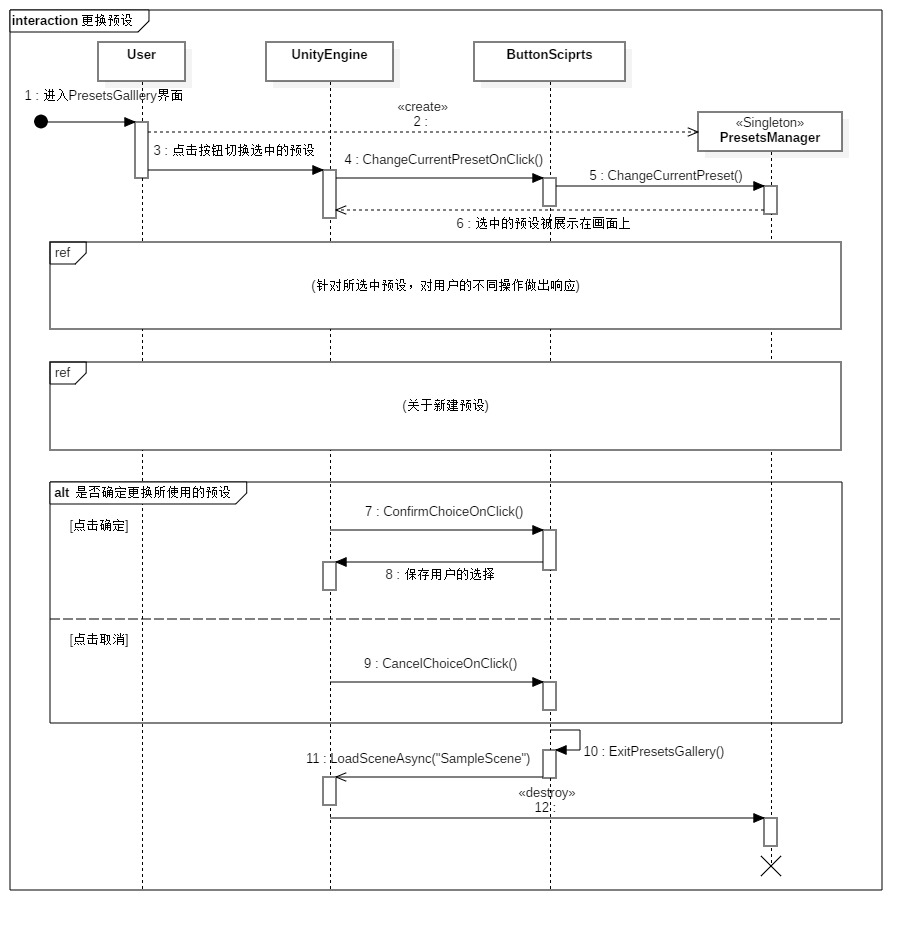 interaction 更换预设
User
UnityEngine
ButtonSciprts
1 : 进入PresetsGalllery界面
«create»
2 :
«Singleton»
PresetsManager
3 : 点击按钮切换选中的预设
4 : ChangeCurrentPresetOnClick()
5 : ChangeCurrentPreset()
6 : 选中的预设被展示在画面上
ref
(针对所选中预设，对用户的不同操作做出响应)
ref
(关于新建预设)
alt 是否确定更换所使用的预设
[点击确定]
7 : ConfirmChoiceOnClick()
8 : 保存用户的选择
[点击取消]
9 : CancelChoiceOnClick()
10 : ExitPresetsGallery()
11 : LoadSceneAsync("SampleScene")
«destroy»
12 :